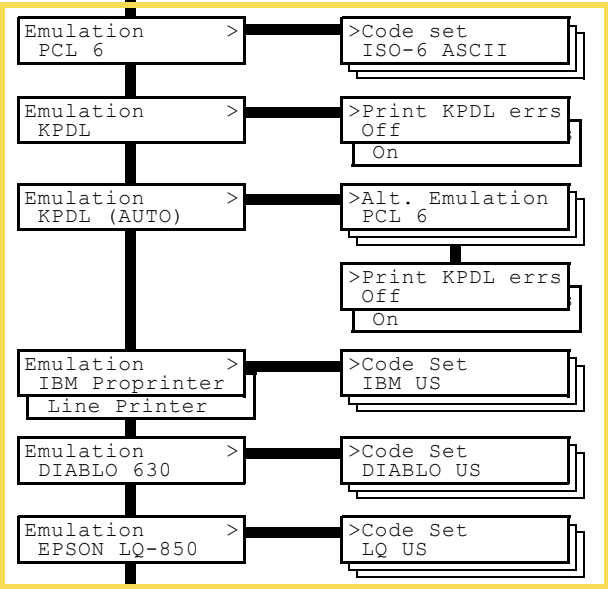 Emulation >
PCL 6
>Code set
ISO-6 ASCII
Emulation >
KPDL
>Print KPDL errs
Off
On
Emulation >
KPDL (AUTO)
>Alt. Emulation
PCL 6
>Print KPDL errs
Off
On
Emulation >
IBM Proprinter
Line Printer
>Code Set
IBM US
Emulation >
DIABLO 630
>Code Set
DIABLO US
Emulation >
EPSON LQ-850
>Code Set
LQ US